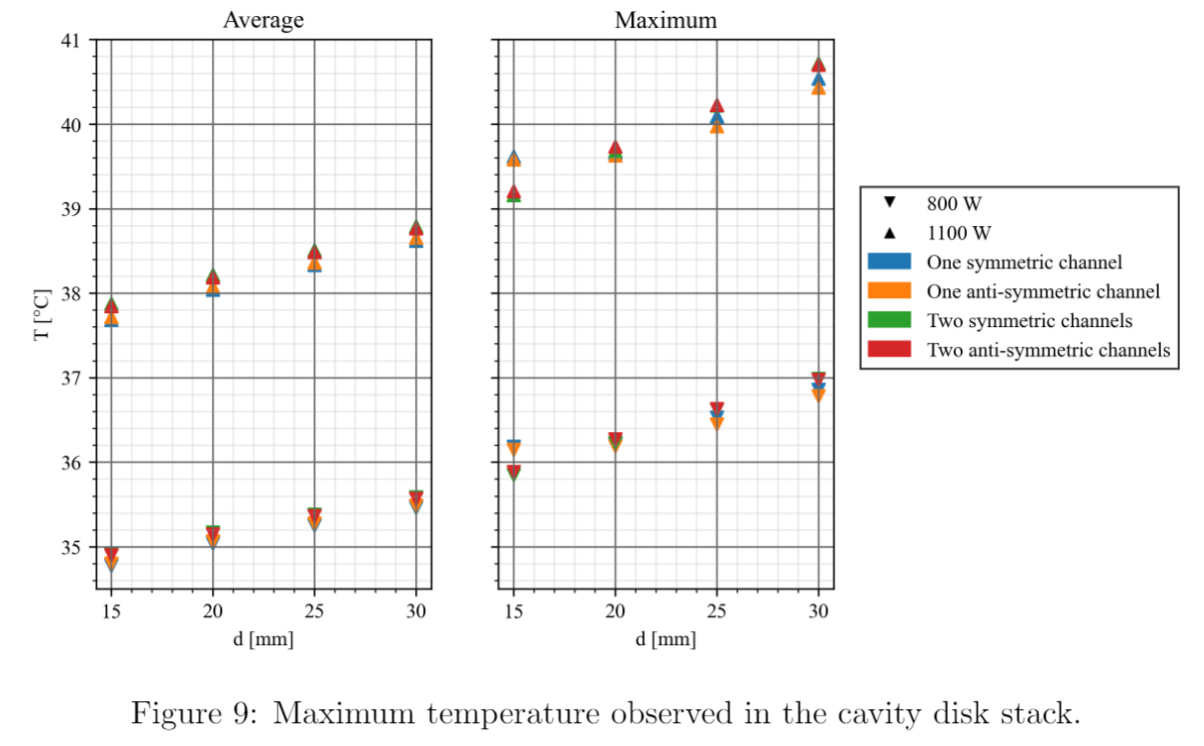 Average
Maximum
41
40
39
38
37
36
35
T [°C]
15 20 25 30
15 20 25 30
d [mm]
d [mm]
800 W
1100 W
One symmetric channel
One anti-symmetric channel
Two symmetric channels
Two anti-symmetric channels
Figure 9: Maximum temperature observed in the cavity disk stack.